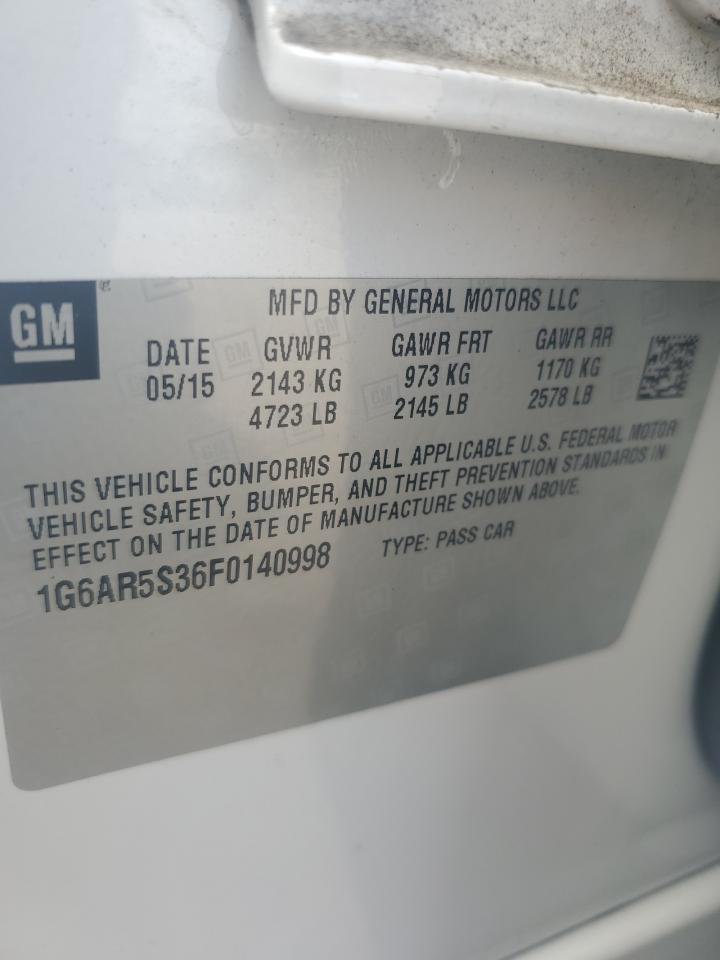 GM
MFD BY GENERAL MOTORS LLC
DATE GVWR GAWR FRT GAWR RR
05/15 2143 KG 973 KG 1170 KG
4723 LB 2145 LB 2578 LB
THIS VEHICLE CONFORMS TO ALL APPLICABLE U.S. FEDERAL MOTOR
VEHICLE SAFETY, BUMPER, AND THEFT PREVENTION STANDARDS IN
EFFECT ON THE DATE OF MANUFACTURE SHOWN ABOVE.
1G6AR5S36F0140998 TYPE: PASS CAR